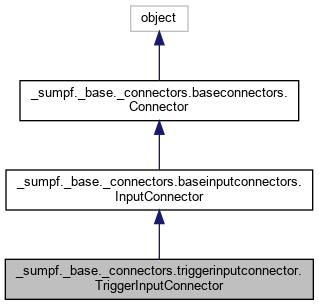 object
_sumpf._base._connectors.baseconnectors.
Connector
_sumpf._base._connectors.baseinputconnectors.
InputConnector
_sumpf._base._connectors.triggerinputconnector.
TriggerInputConnector